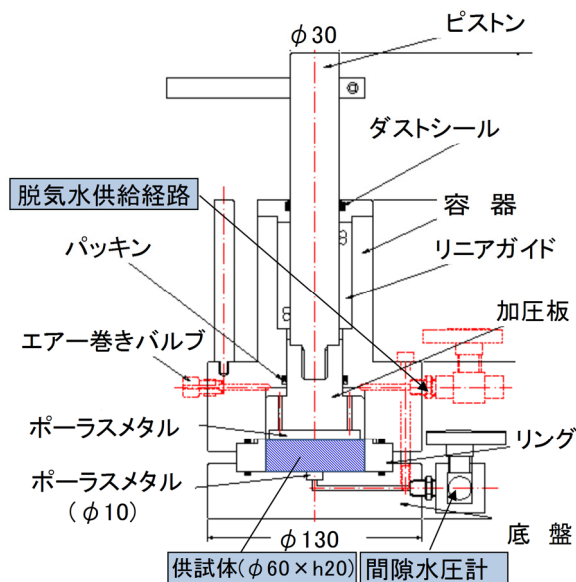 φ30
ピストン
ダストシール
脱気水供給経路
容 器
パッキン
リニアガイド
エアー巻きバルブ
加圧板
ポーラスメタル
リング
ポーラスメタル
(φ10)
φ130
底 盤
供試体(φ60×h20)
間隙水圧計